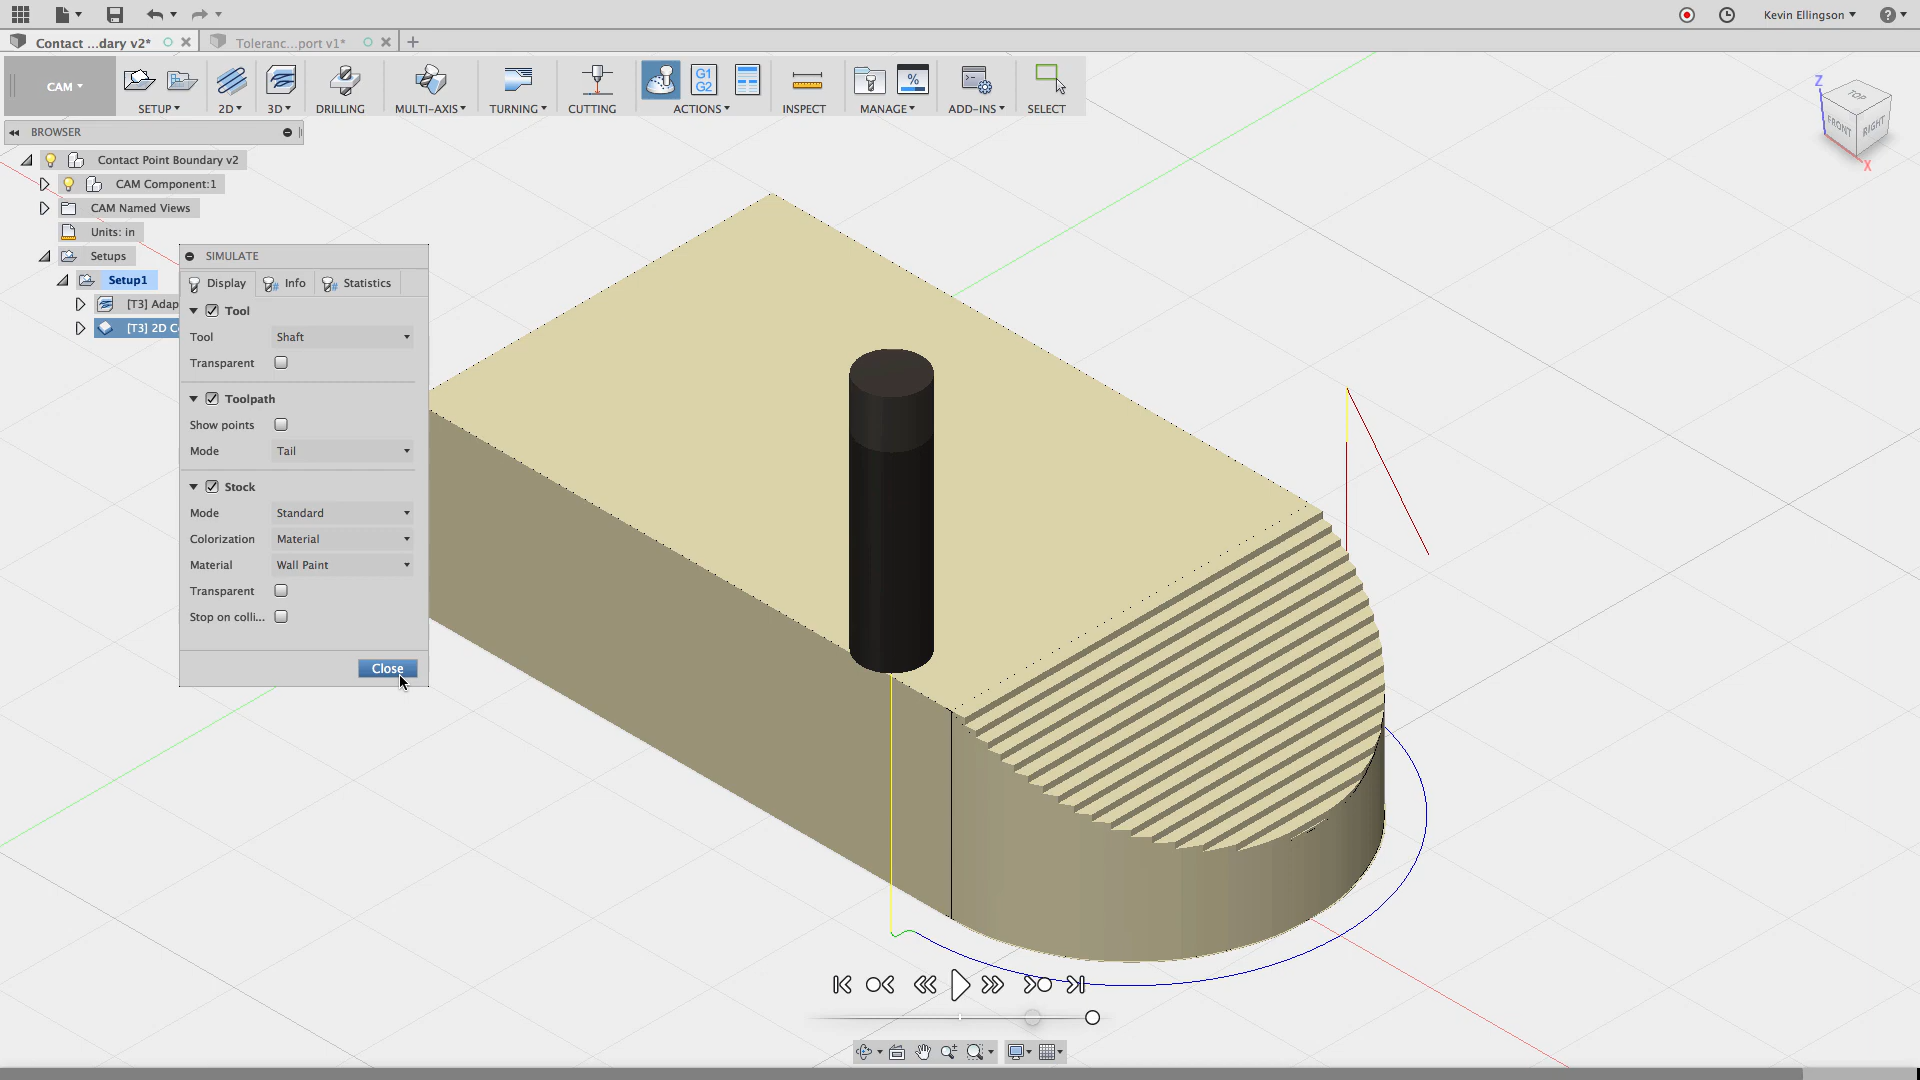 Kevin Ellingson
?
Contact ...dary v2*
Toleranc...port v1*
CAM
G1
G2
%
SETUP
2D
3D
DRILLING
MULTI-AXIS
TURNING
CUTTING
ACTIONS
INSPECT
MANAGE
ADD-INS
SELECT
Z
TOP
FRONT
RIGHT
X
BROWSER
Contact Point Boundary v2
CAM Component:1
CAM Named Views
Units: in
Setups
Setup1
[T3] Adap
[T3] 2D C
SIMULATE
Display
Info
Statistics
Tool
Tool Shaft
Transparent
Toolpath
Show points
Mode Tail
Stock
Mode Standard
Colorization Material
Material Wall Paint
Transparent
Stop on colli...
Close